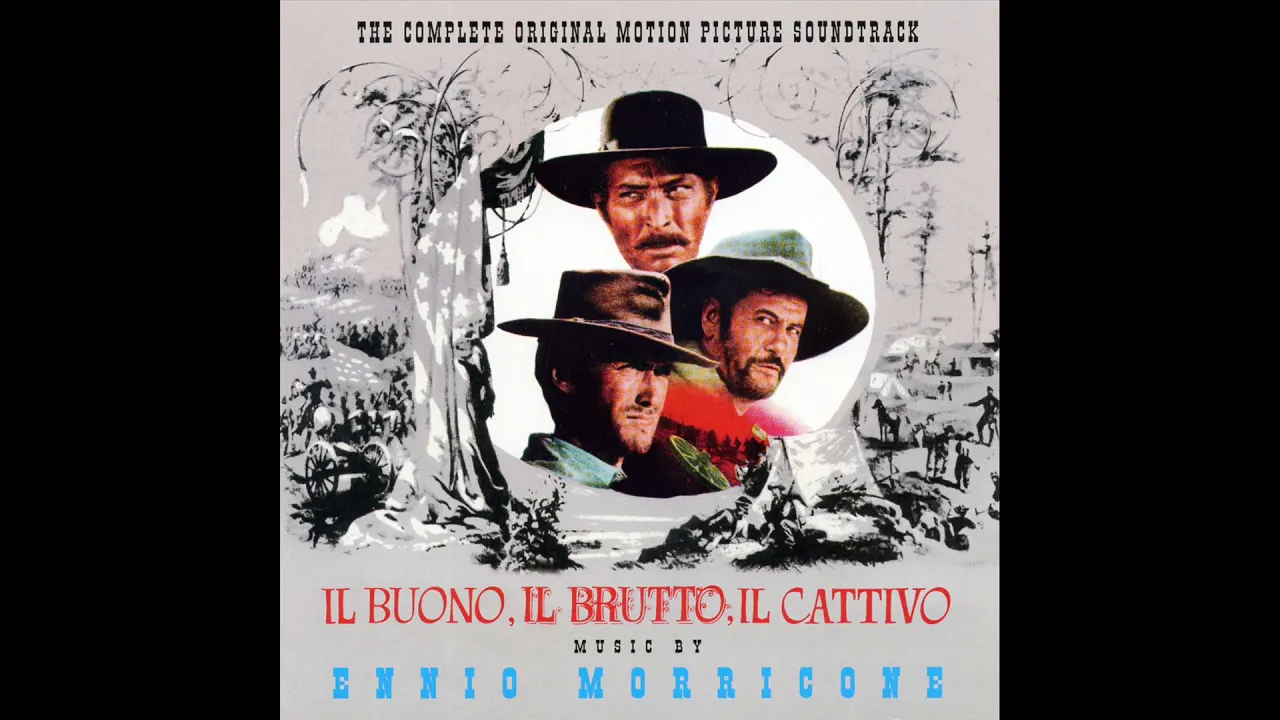 THE COMPLETE ORIGINAL MOTION PICTURE SOUNDTRACK
IL BUONO, IL BRUTTO, IL CATTIVO
MUSIC BY
ENNIO MORRICONE